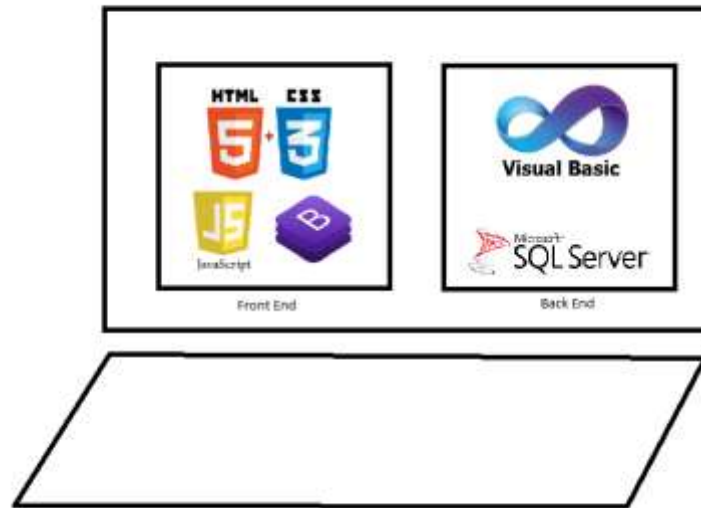 HTML CSS
5 + 3
JS B
JavaScript
Front End
Visual Basic
Microsoft
SQL Server
Back End